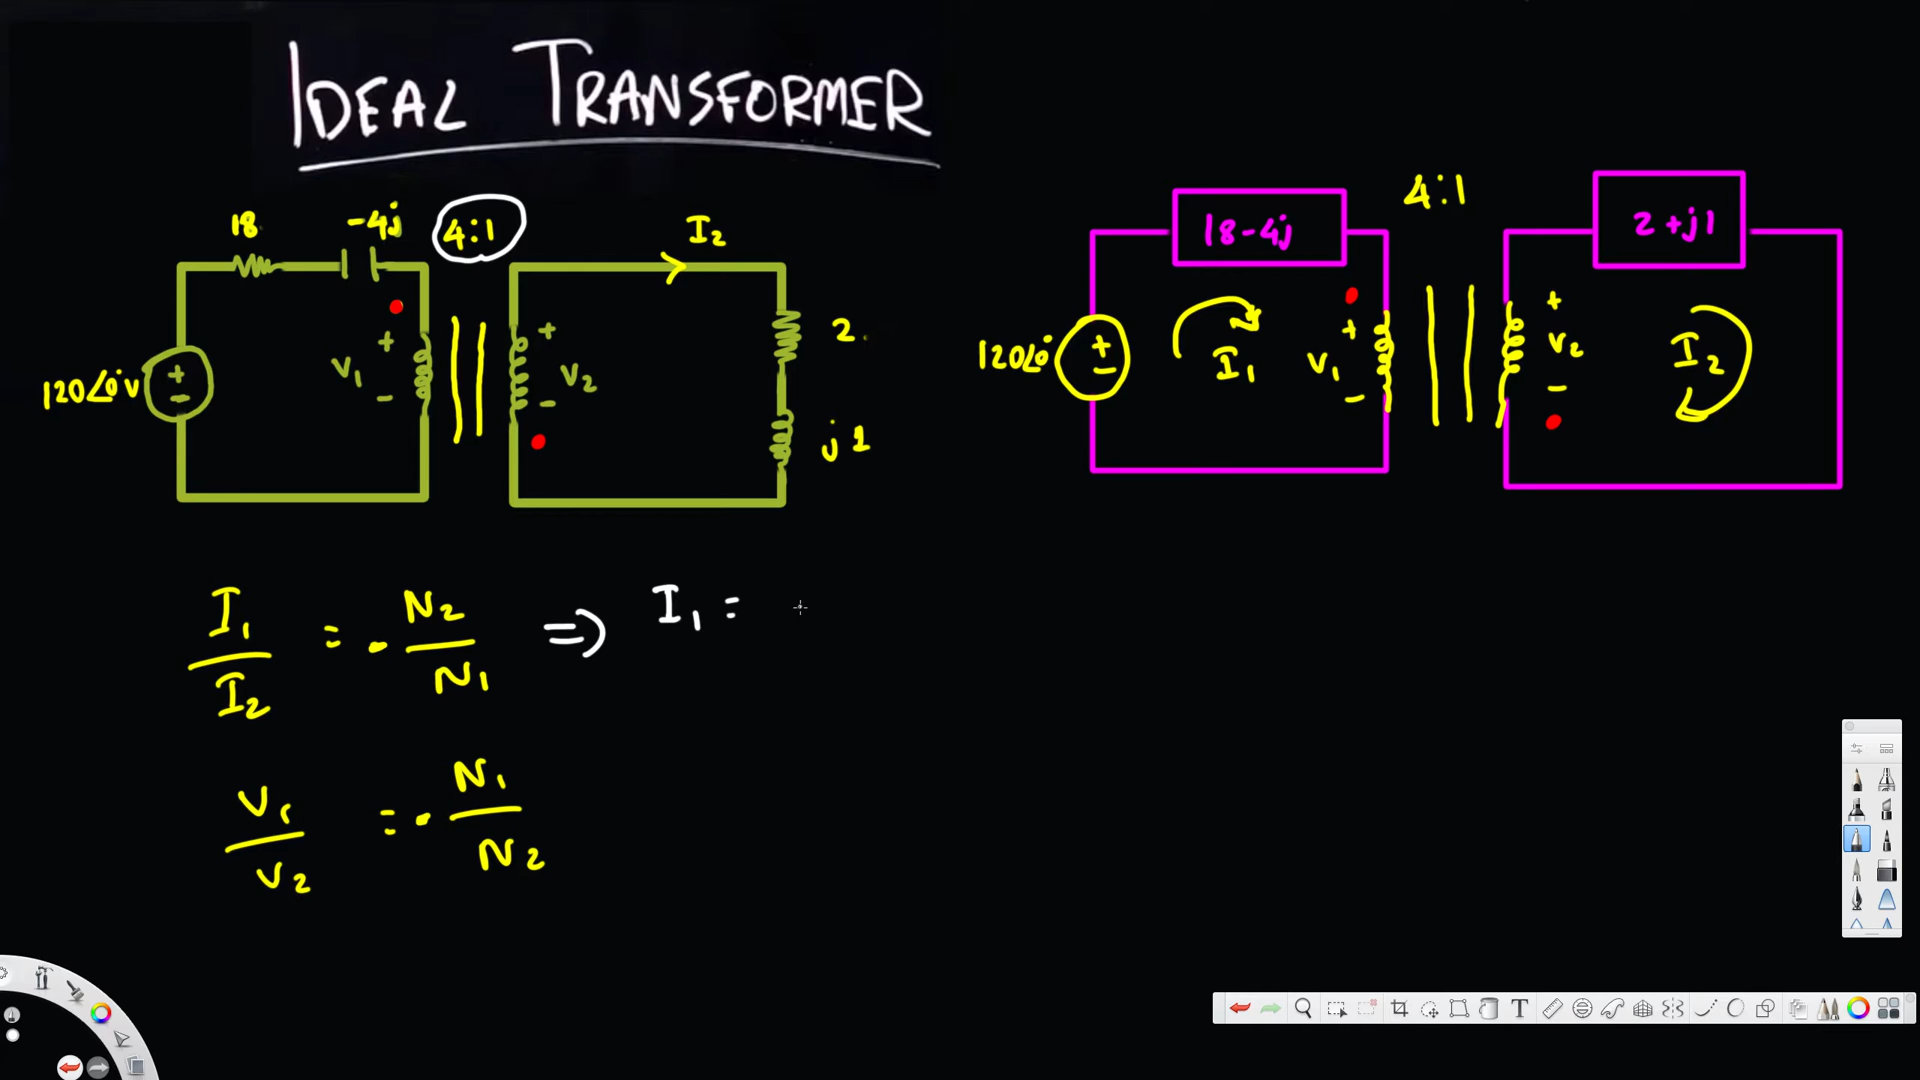 IDEAL TRANSFORMER
18 -4j 4:1 I2
120∠0°V + - V1 + - + V2 - 2 j1
4:1
18-4j 2+j1
120∠0° + - I1 + V1 - + V2 - I2
I1/I2 = - N2/N1 => I1 =
V1/V2 = - N1/N2
T